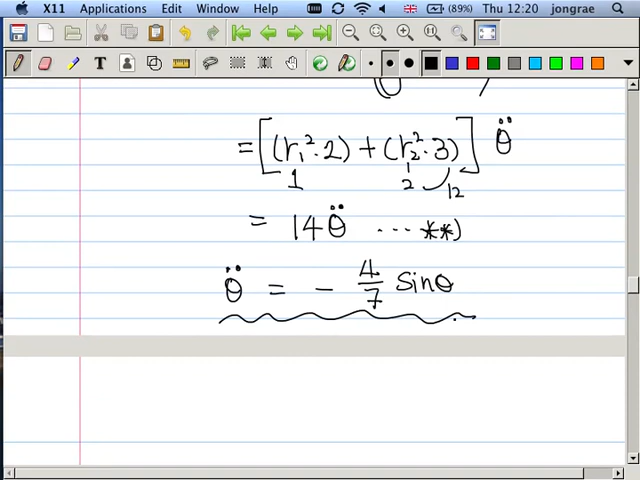 X11 Applications Edit Window Help (89%) Thu 12:20 jongrae
= [(r₁²·2) + (r₂²·3)] θ̈
1 2 12
= 14θ̈ ... **)
θ̈ = - 4/7 sinθ